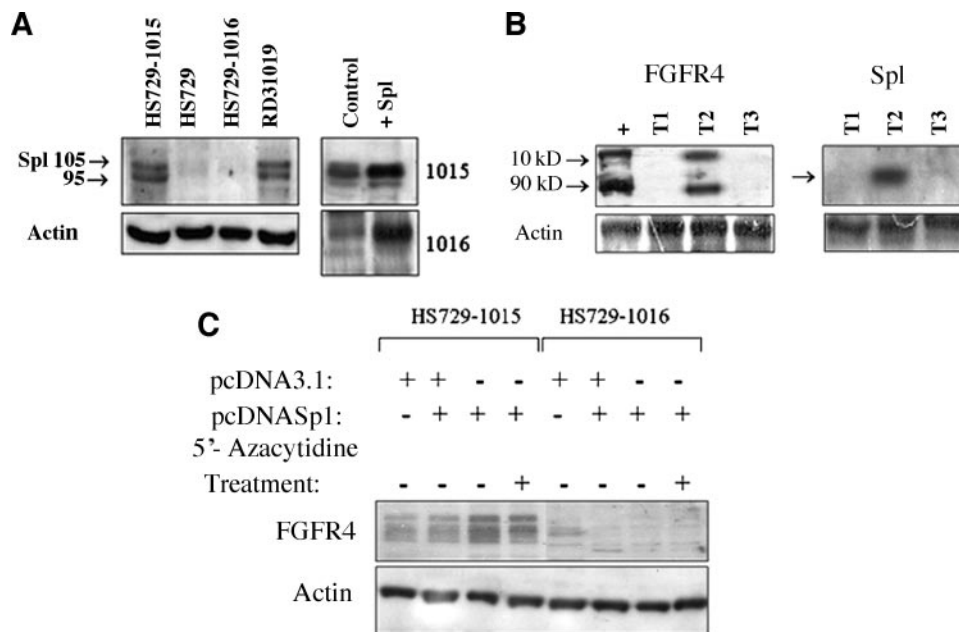 A
HS729-1015
HS729
HS729-1016
RD31019
Control
+ Spl
Spl 105→
95→
1015
Actin
1016
B
FGFR4
Spl
+
T1
T2
T3
T1
T2
T3
10 kD→
90 kD→
→
Actin
C
HS729-1015 HS729-1016
pcDNA3.1: + + - - + + - -
pcDNASp1: - + + + - + + +
5'- Azacytidine
Treatment: - - - + - - - +
FGFR4
Actin